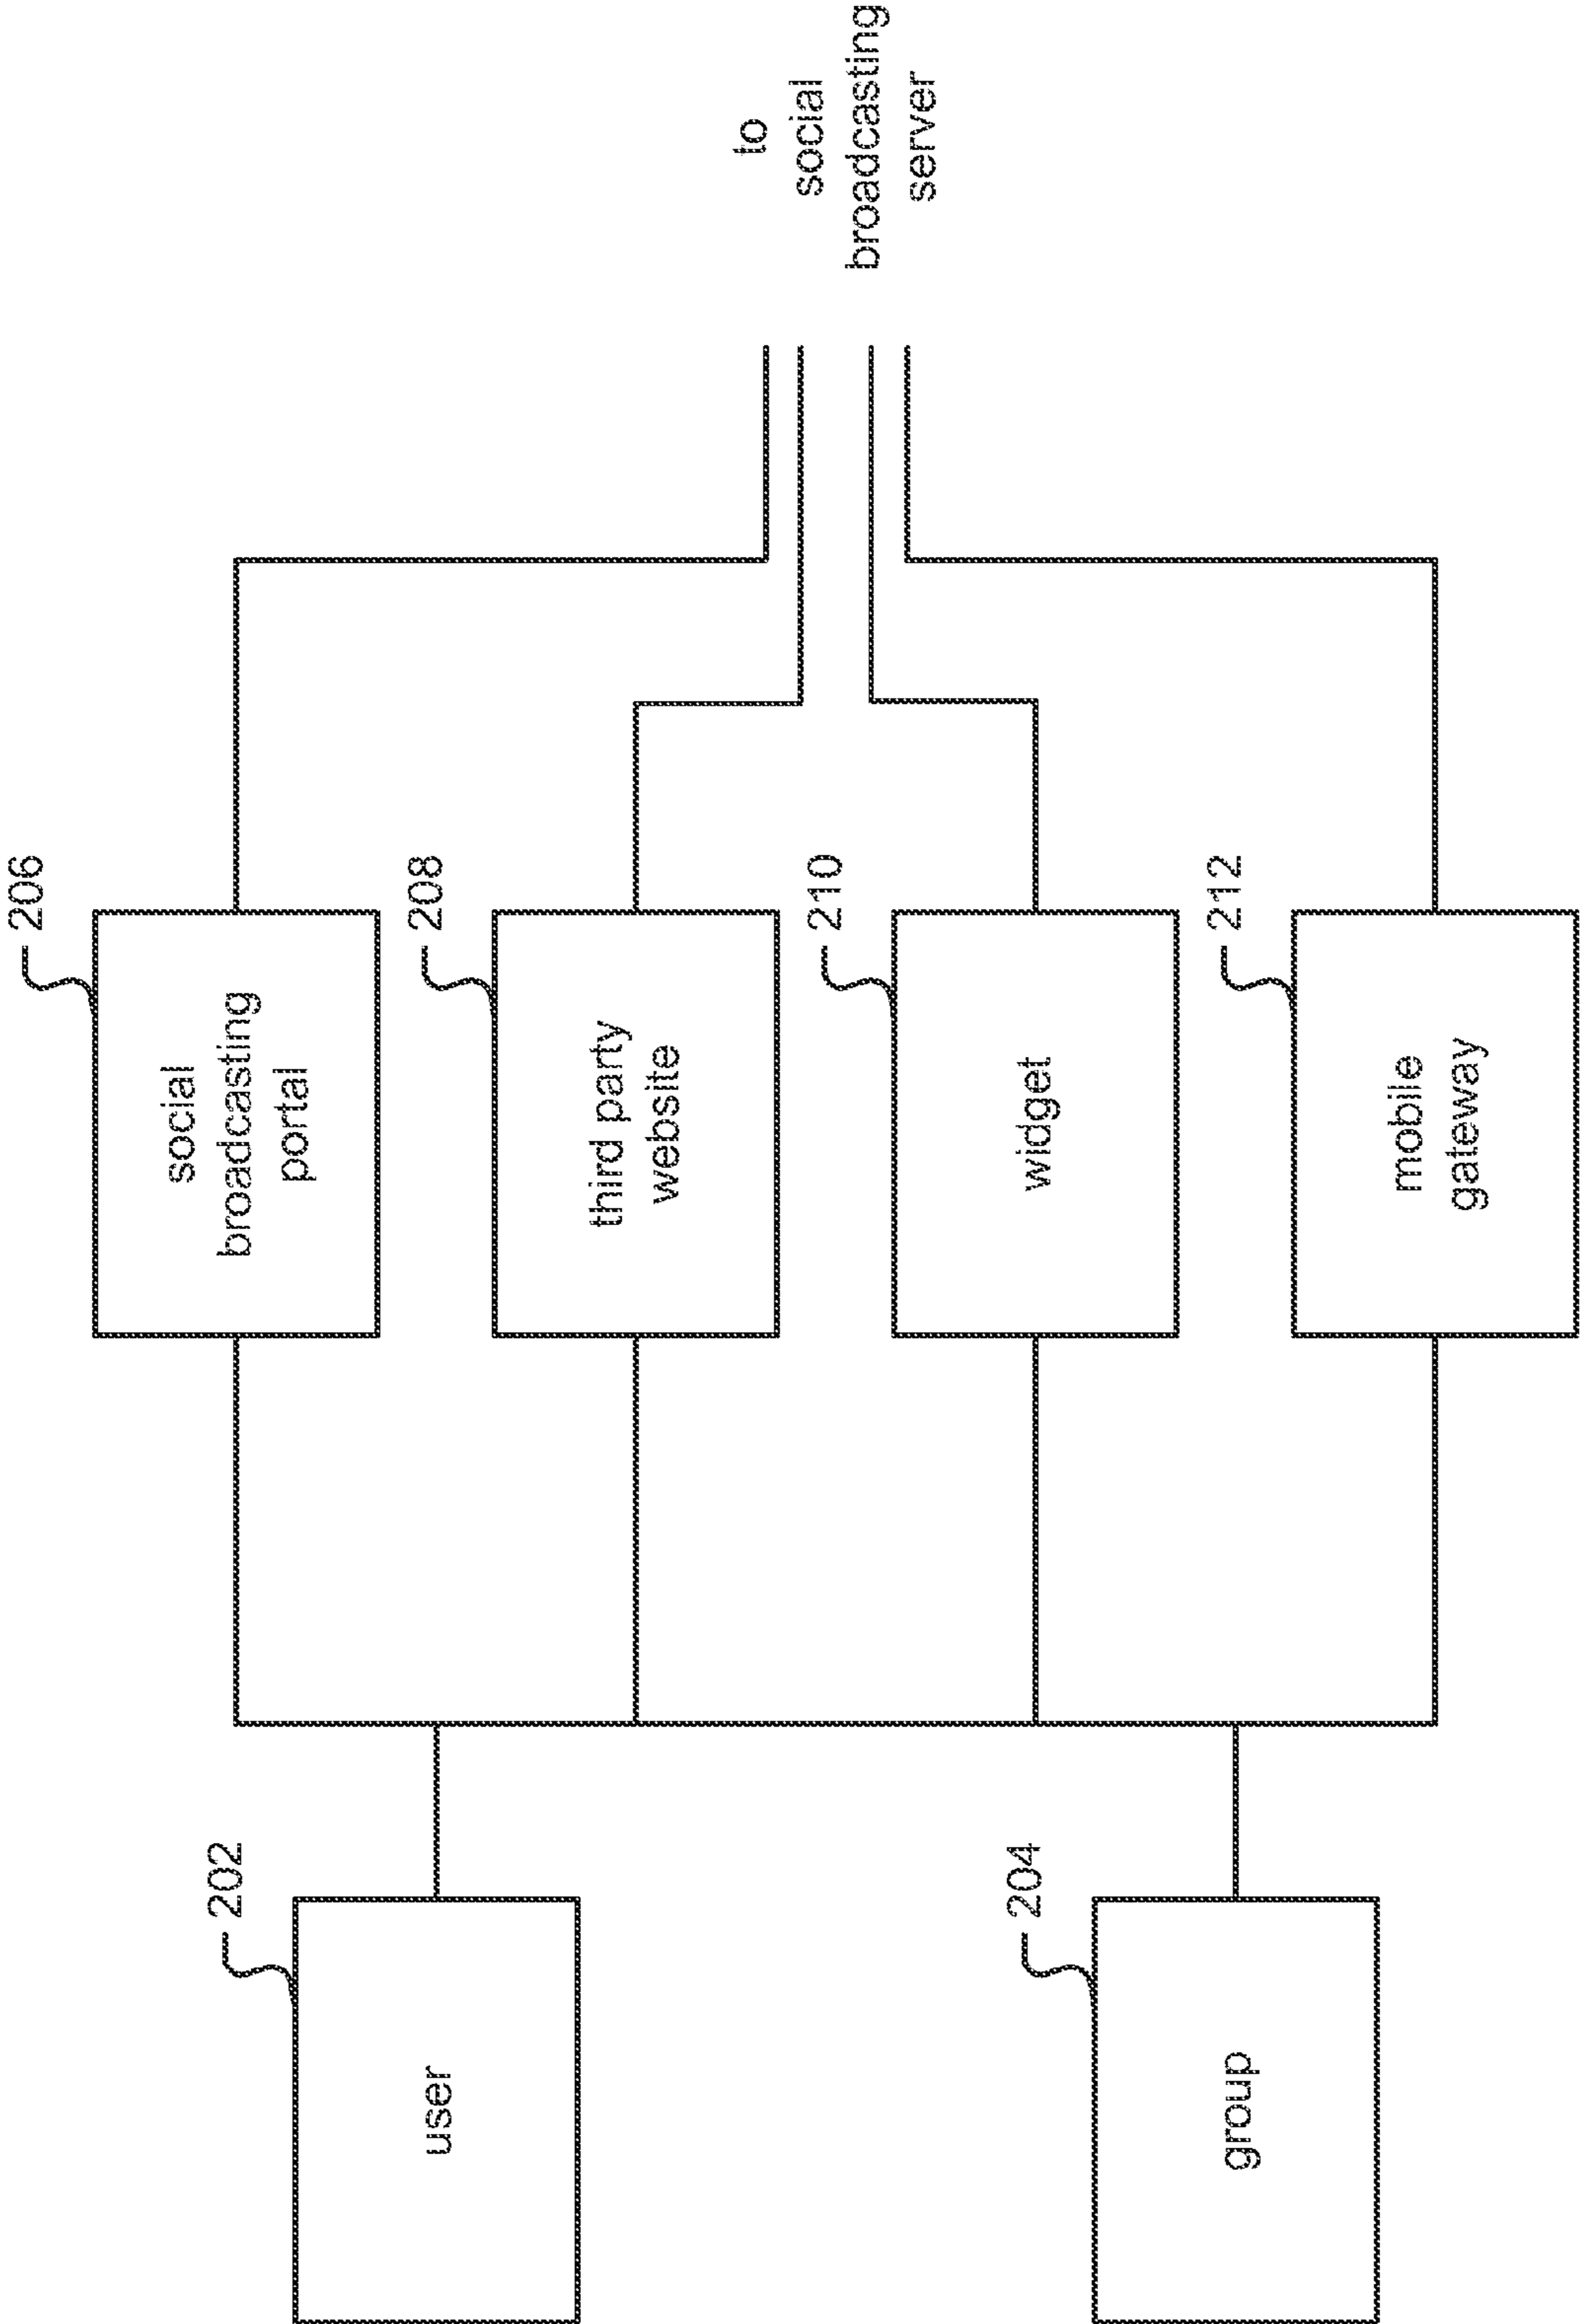 202
user
204
group
206
social
broadcasting
portal
208
third party
website
210
widget
212
mobile
gateway
to
social
broadcasting
server